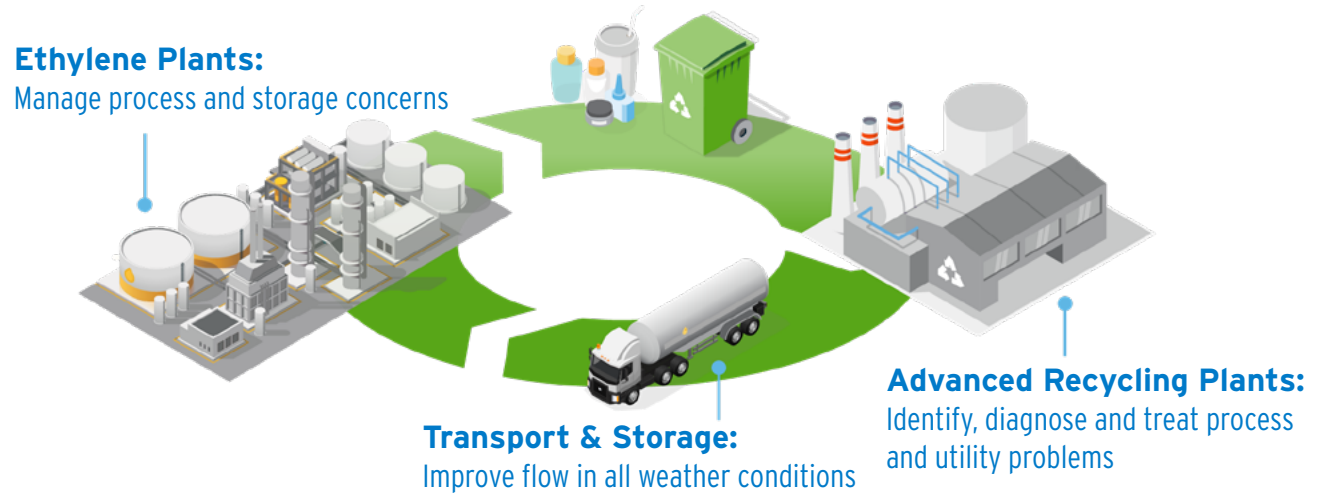 Ethylene Plants:
Manage process and storage concerns
Advanced Recycling Plants:
Identify, diagnose and treat process
and utility problems
Transport & Storage:
Improve flow in all weather conditions